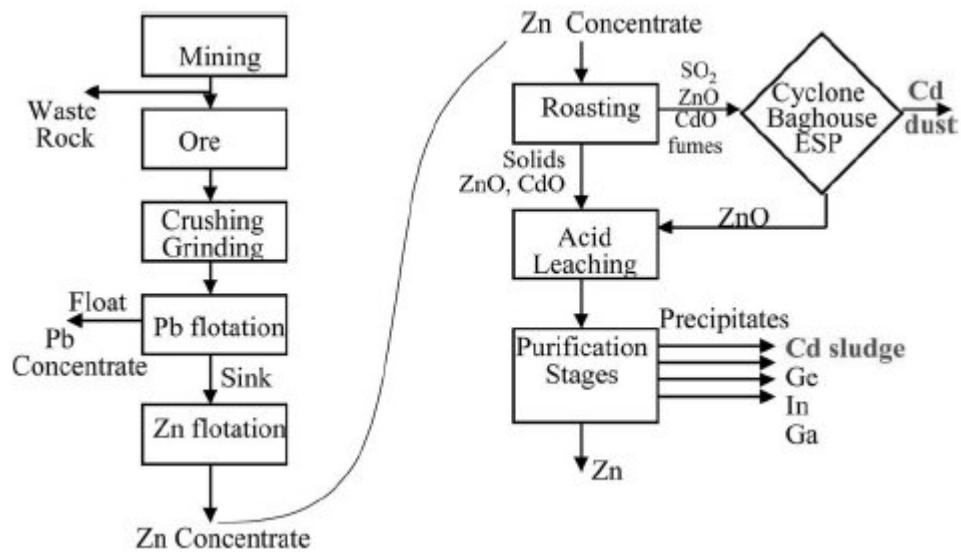 Mining
Waste
Rock
Ore
Crushing
Grinding
Float
Pb
Concentrate
Pb flotation
Sink
Zn flotation
Zn Concentrate
Zn Concentrate
Roasting
SO₂
ZnO
CdO
fumes
Cyclone
Baghouse
ESP
Cd
dust
Solids
ZnO, CdO
ZnO
Acid
Leaching
Purification
Stages
Precipitates
Cd sludge
Ge
In
Ga
Zn